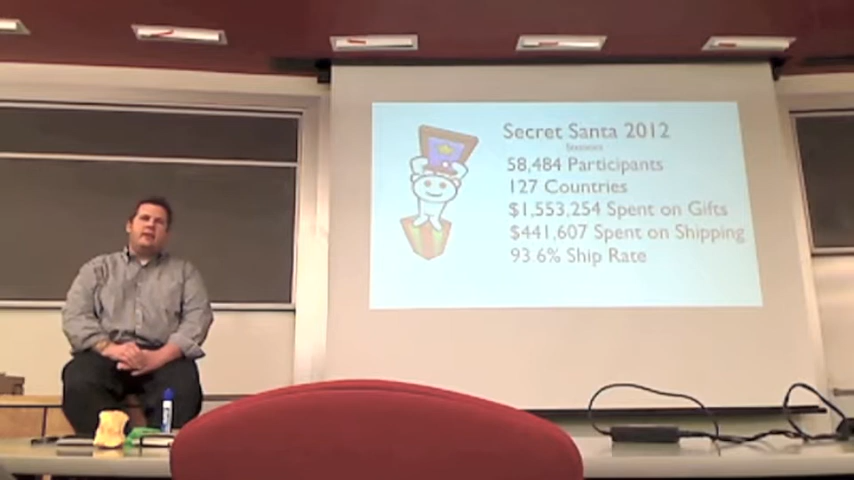 Secret Santa 2012
58,484 Participants
127 Countries
$1,553,254 Spent on Gifts
$441,607 Spent on Shipping
93.6% Ship Rate